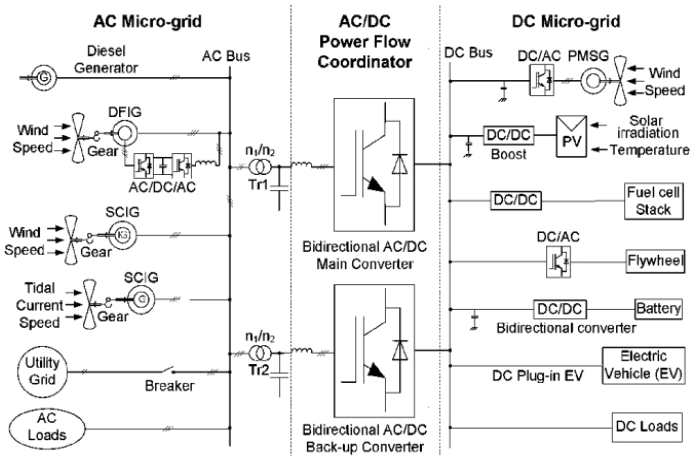 AC Micro-grid
Diesel
Generator
AC Bus
G
DFIG
Wind
Speed
Gear
AC/DC/AC
SCIG
Wind
Speed
Gear
SCIG
Tidal
Current
Speed
G
Gear
Utility
Grid
Breaker
AC
Loads
n1/n2
Tr1
n1/n2
Tr2
AC/DC
Power Flow
Coordinator
Bidirectional AC/DC
Main Converter
Bidirectional AC/DC
Back-up Converter
DC Micro-grid
DC Bus
DC/AC PMSG
Wind
Speed
Solar
irradiation
DC/DC
PV
Temperature
Boost
DC/DC
Fuel cell
Stack
DC/AC
Flywheel
DC/DC
Battery
Bidirectional converter
Electric
Vehicle (EV)
DC Plug-in EV
DC Loads